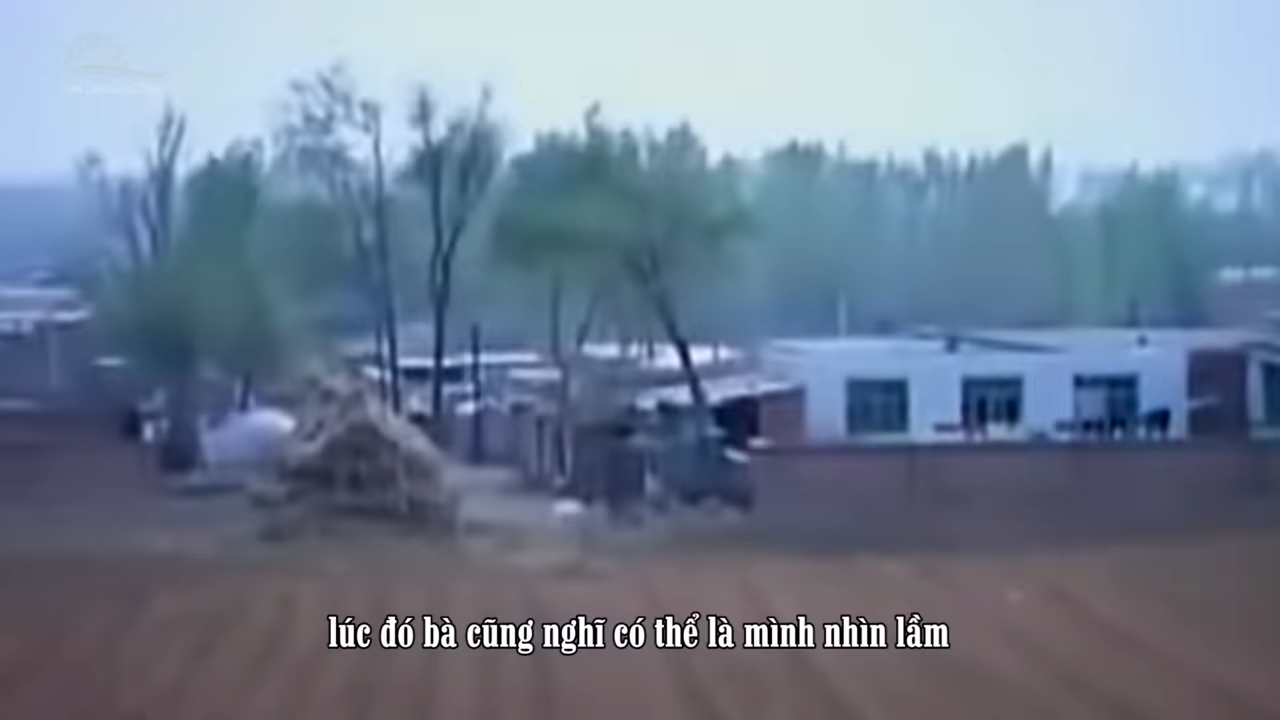 lúc đó bà cũng nghĩ có thể là mình nhìn lầm